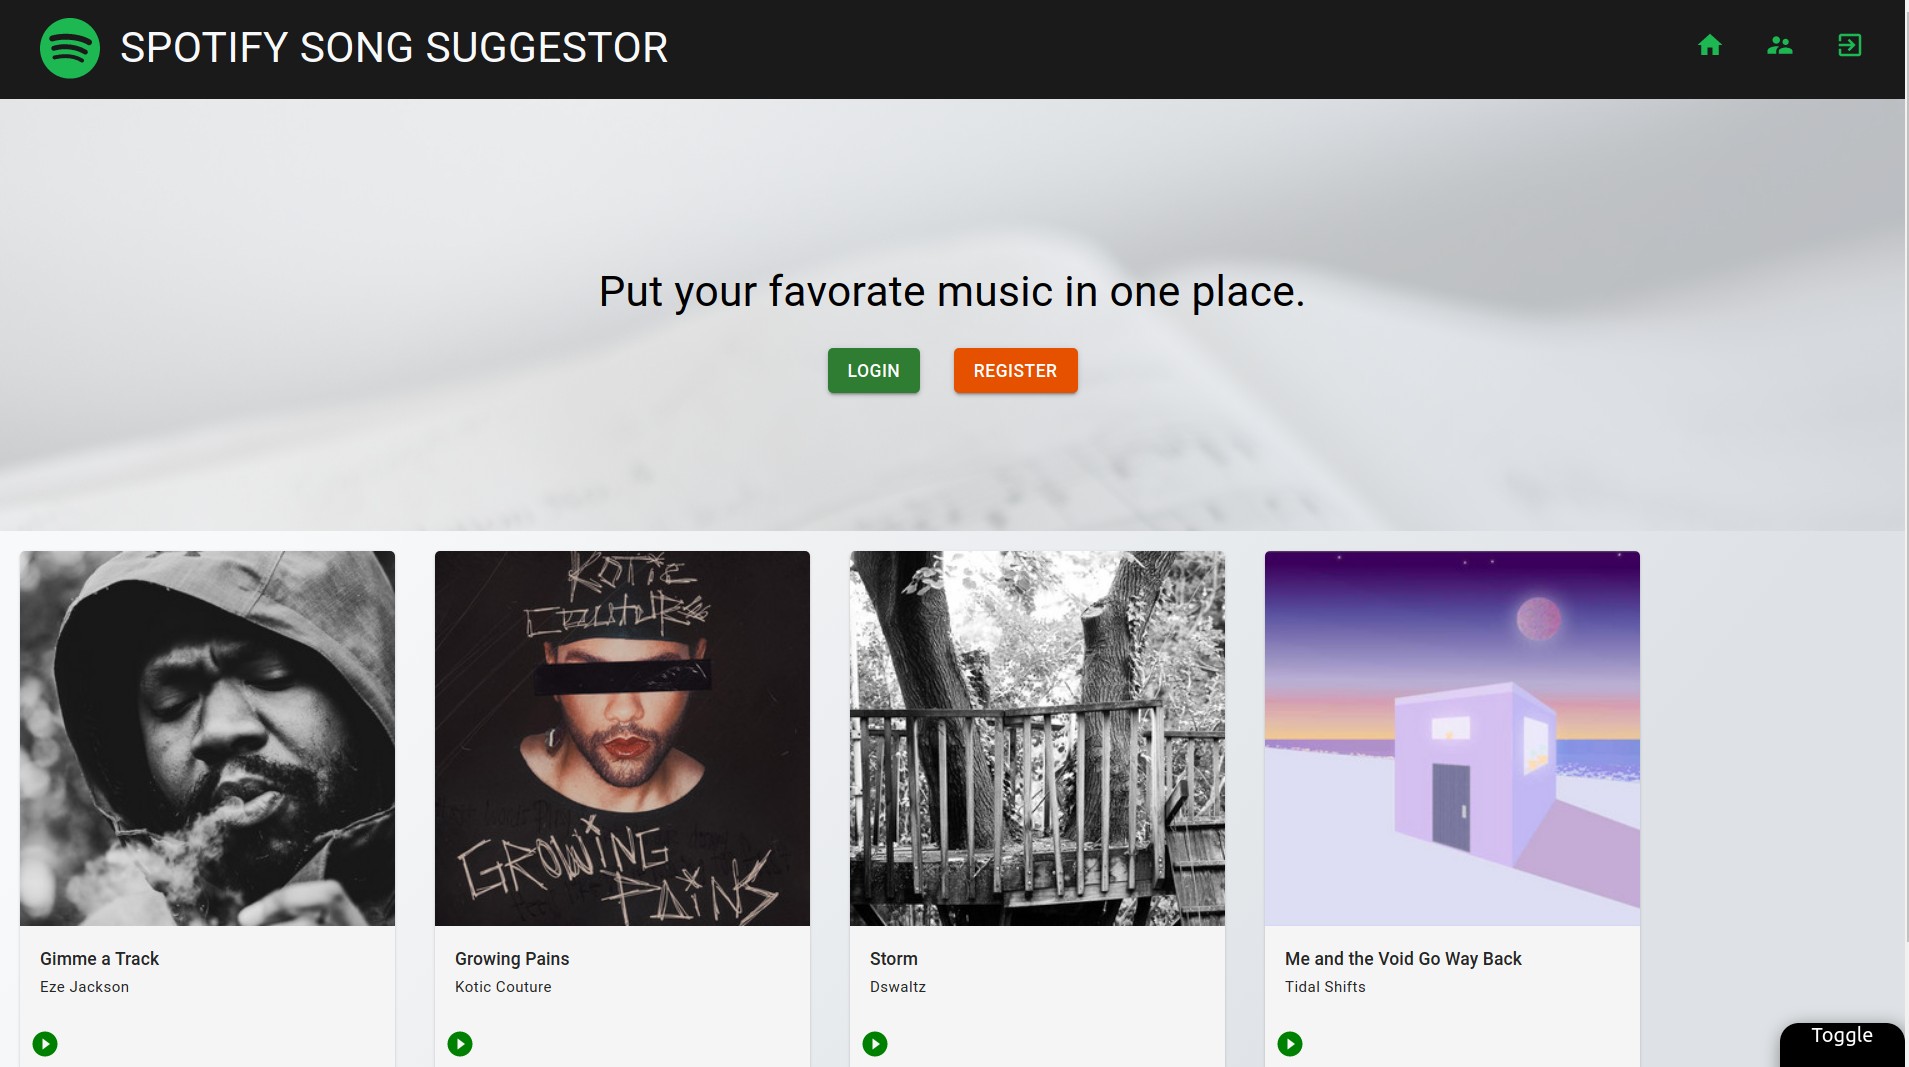 SPOTIFY SONG SUGGESTOR
Put your favorate music in one place.
LOGIN
REGISTER
KOTIC
COUTURE
GROWING
PAINS
Gimme a Track
Eze Jackson
Growing Pains
Kotic Couture
Storm
Dswaltz
Me and the Void Go Way Back
Tidal Shifts
Toggle